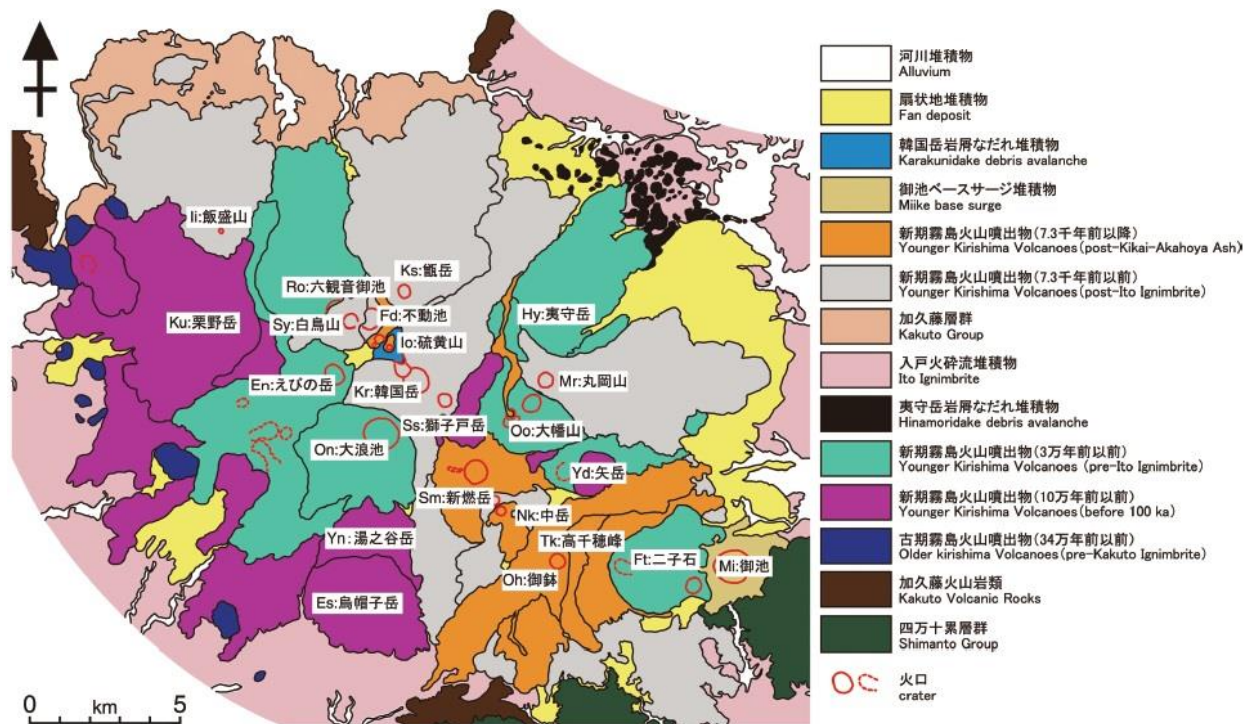 Ii:飯盛山
Ks:甑岳
Ro:六観音御池
Fd:不動池
Sy:白鳥山
Ku:栗野岳
Hy:夷守岳
Io:硫黄山
En:えびの岳
Kr:韓国岳
Mr:丸岡山
Ss:獅子戸岳
Oo:大幡山
On:大浪池
Yd:矢岳
Sm:新燃岳
Nk:中岳
Yn:湯之谷岳
Tk:高千穂峰
Ft:二子石
Mi:御池
Oh:御鉢
Es:烏帽子岳
0 km 5
河川堆積物
Alluvium
扇状地堆積物
Fan deposit
韓国岳岩屑なだれ堆積物
Karakunidake debris avalanche
御池ベースサージ堆積物
Miike base surge
新期霧島火山噴出物(7.3千年前以降)
Younger Kirishima Volcanoes(post-Kikai-Akahoya Ash)
新期霧島火山噴出物(7.3千年前以前)
Younger Kirishima Volcanoes(post-Ito Ignimbrite)
加久藤層群
Kakuto Group
入戸火砕流堆積物
Ito Ignimbrite
夷守岳岩屑なだれ堆積物
Hinamoridake debris avalanche
新期霧島火山噴出物(3万年前以前)
Younger Kirishima Volcanoes (pre-Ito Ignimbrite)
新期霧島火山噴出物(10万年前以前)
Younger Kirishima Volcanoes (before 100 ka)
古期霧島火山噴出物(34万年前以前)
Older kirishima Volcanoes(pre-Kakuto Ignimbrite)
加久藤火山岩類
Kakuto Volcanic Rocks
四万十累層群
Shimanto Group
火口
crater